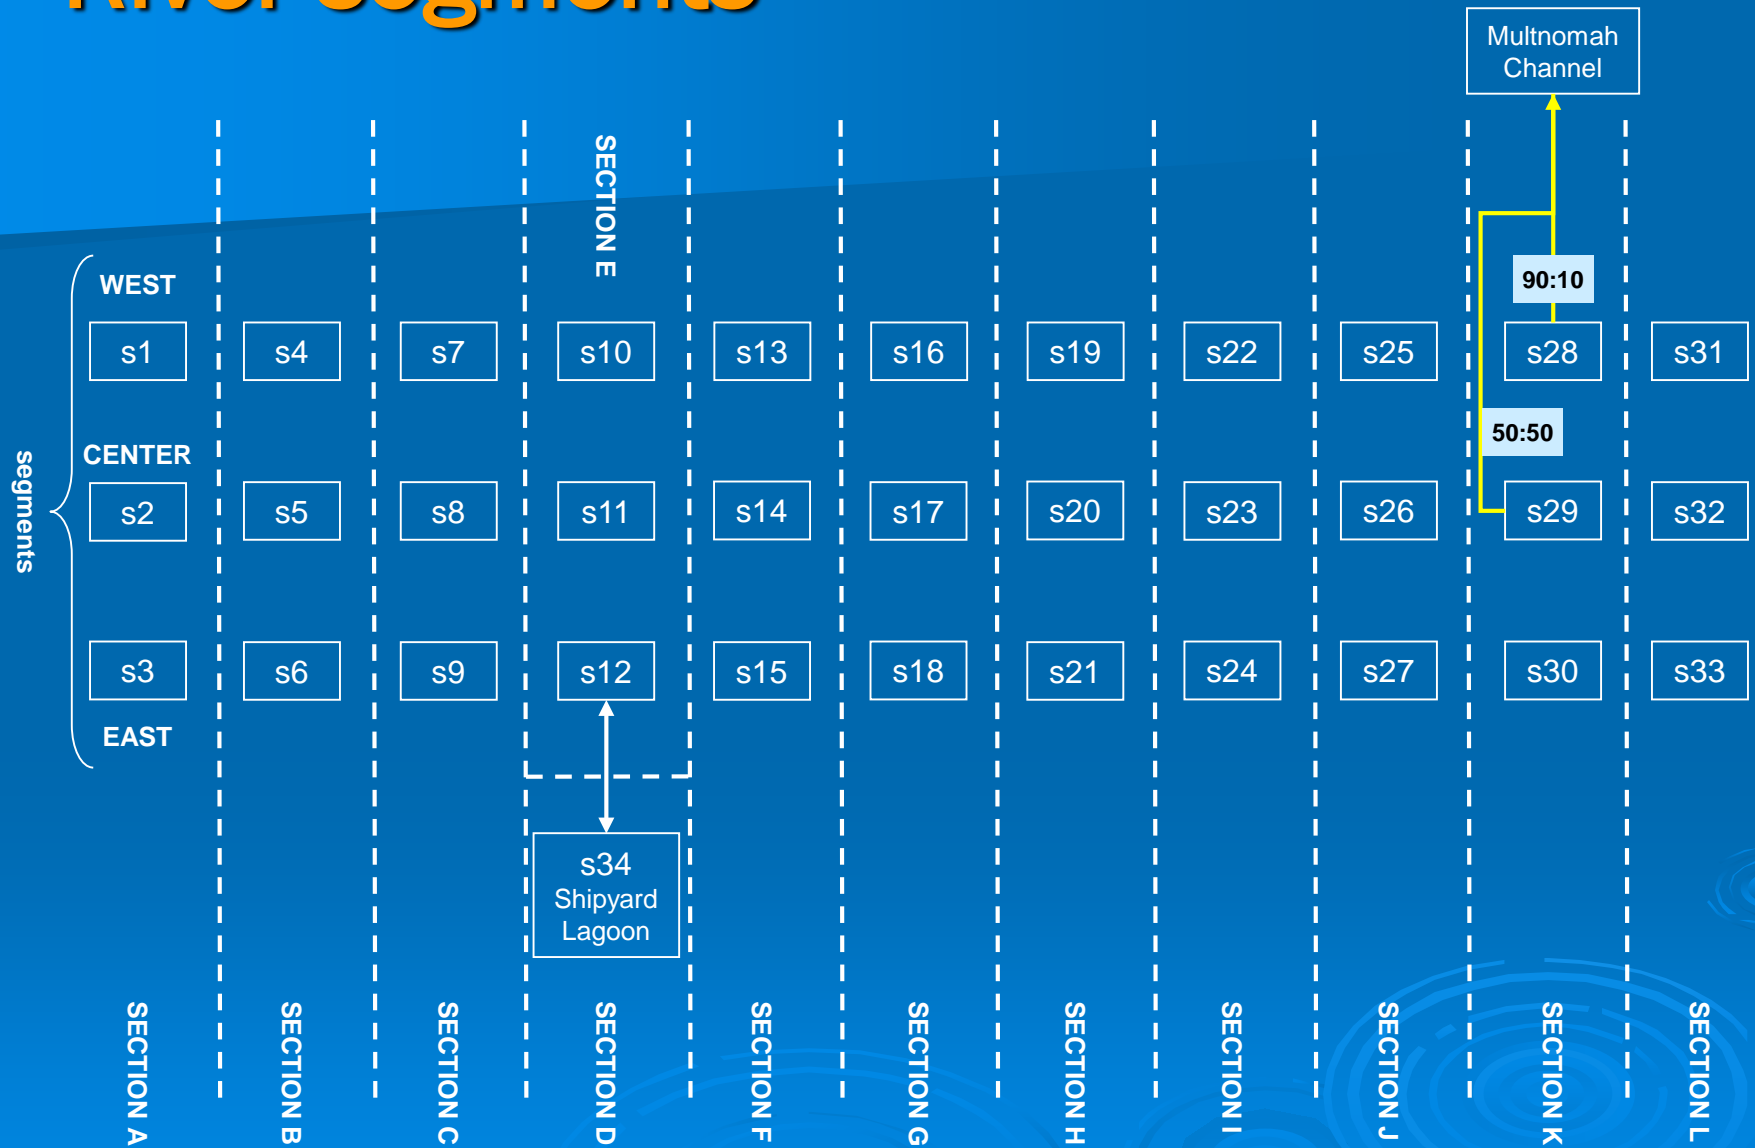 River Segments
Multnomah
Channel
SECTION E
WEST
90:10
s1 s4 s7 s10 s13 s16 s19 s22 s25 s28 s31
50:50
CENTER
segments
s2 s5 s8 s11 s14 s17 s20 s23 s26 s29 s32
s3 s6 s9 s12 s15 s18 s21 s24 s27 s30 s33
EAST
s34
Shipyard
Lagoon
SECTION A
SECTION B
SECTION C
SECTION D
SECTION F
SECTION G
SECTION H
SECTION I
SECTION J
SECTION K
SECTION L